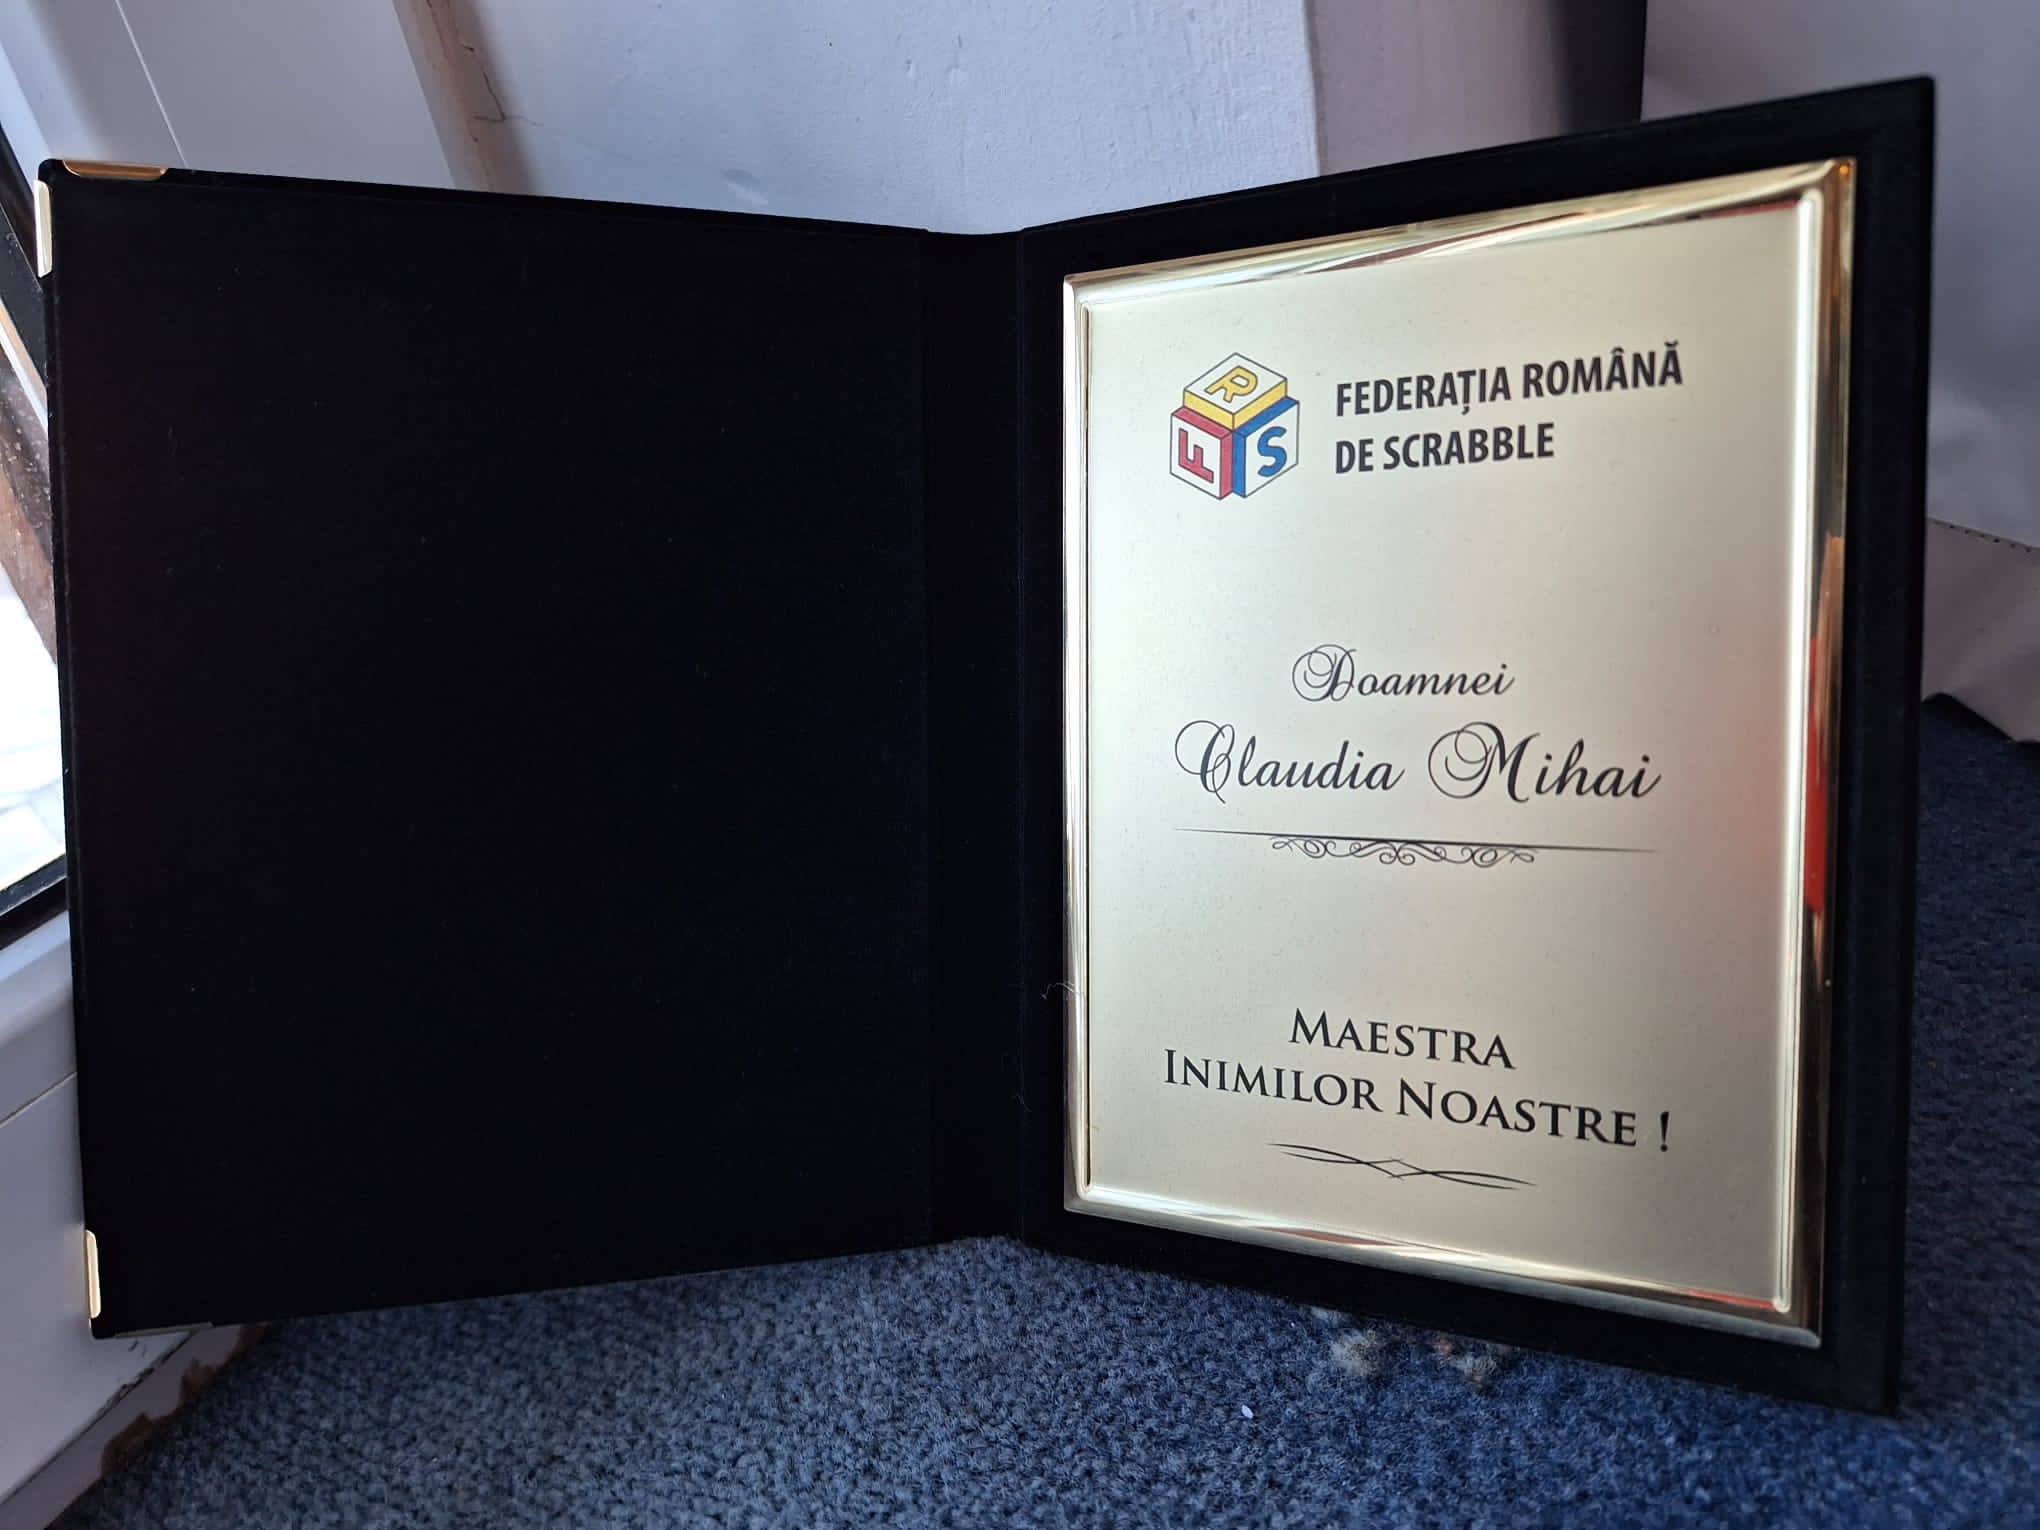 R
F S
FEDERAȚIA ROMÂNĂ
DE SCRABBLE
Doamnei
Claudia Mihai
MAESTRA
INIMILOR NOASTRE !